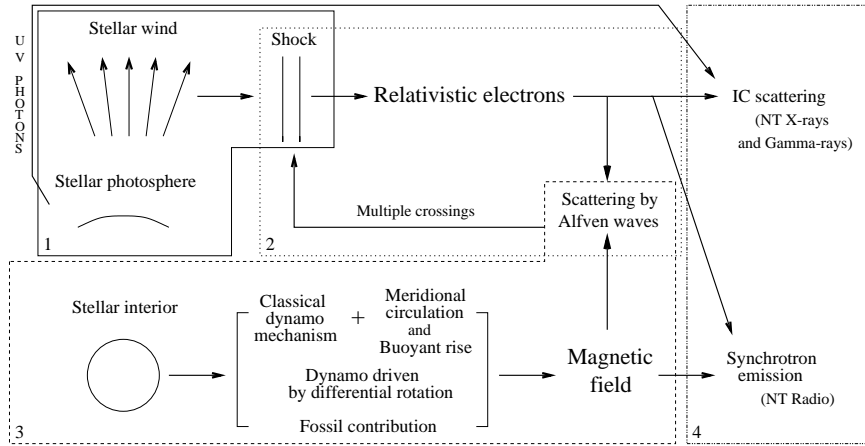 UV PHOTONS
Stellar wind
Stellar photosphere
1
Shock
Relativistic electrons
IC scattering
(NT X-rays
and Gamma-rays)
Multiple crossings
Scattering by
Alfven waves
2
Stellar interior
Classical
dynamo
mechanism
+
Meridional
circulation
and
Buoyant rise
Dynamo driven
by differential rotation
Fossil contribution
Magnetic
field
3
Synchrotron
emission
(NT Radio)
4